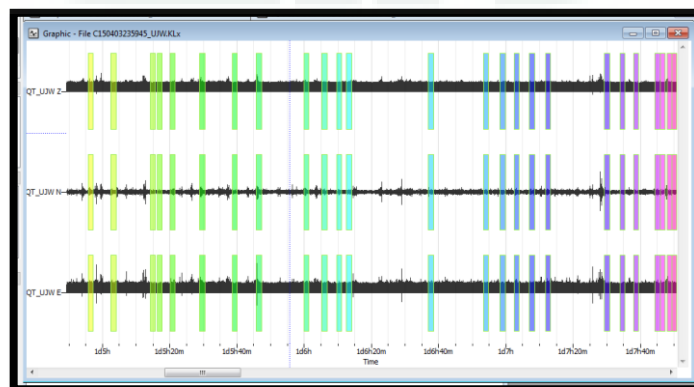 Graphic - File C150403235945_UJW.KLx
QT_UJW Z
QT_UJW N
QT_UJW E
1d5h 1d5h20m 1d5h40m 1d6h 1d6h20m 1d6h40m 1d7h 1d7h20m 1d7h40m
Time